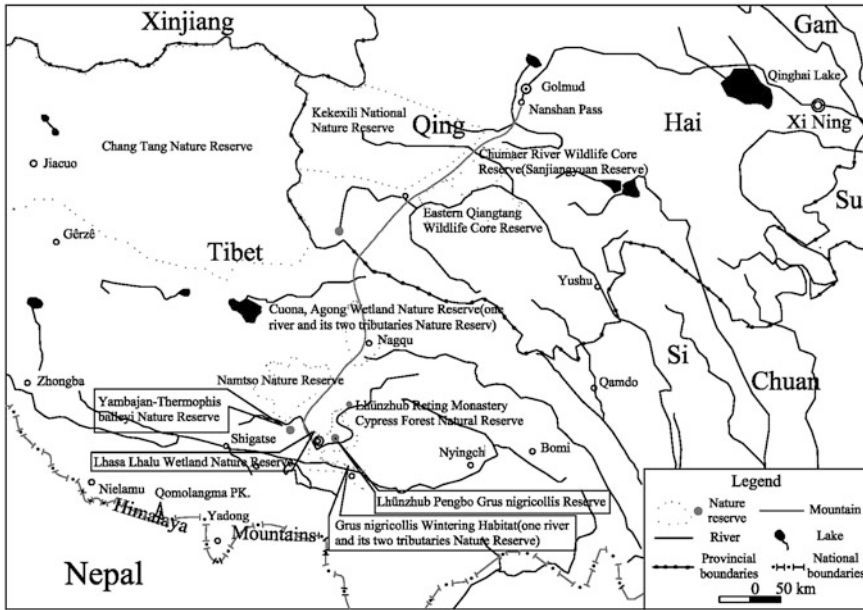 Xinjiang
Gan
Qinghai Lake
Golmud
Nanshan Pass
Kekexili National
Nature Reserve
Qing
Hai
Xi Ning
Chang Tang Nature Reserve
Jiacuo
Chumaer River Wildlife Core
Reserve(Sanjiangyuan Reserve)
Su
Eastern Qiangtang
Wildlife Core Reserve
Gêrzê
Tibet
Yushu
Cuona, Agong Wetland Nature Reserve(one
river and its two tributaries Nature Reserv)
Nagqu
Si
Zhongba
Namtso Nature Reserve
Qamdo
Chuan
Yambajan-Thermophis
baileyi Nature Reserve
Lhünzhub Reting Monastery
Cypress Forest Natural Reserve
Shigatse
Bomi
Nyingch
Lhasa Lhalu Wetland Nature Reserve
Nielamu
Qomolangma PK.
Lhünzhub Pengbo Grus nigricollis Reserve
Himalaya
Yadong
Mountains
Grus nigricollis Wintering Habitat(one river
and its two tributaries Nature Reserve)
Nepal
Legend
Nature
reserve
Mountain
River
Lake
Provincial
boundaries
National
boundaries
0 50 km